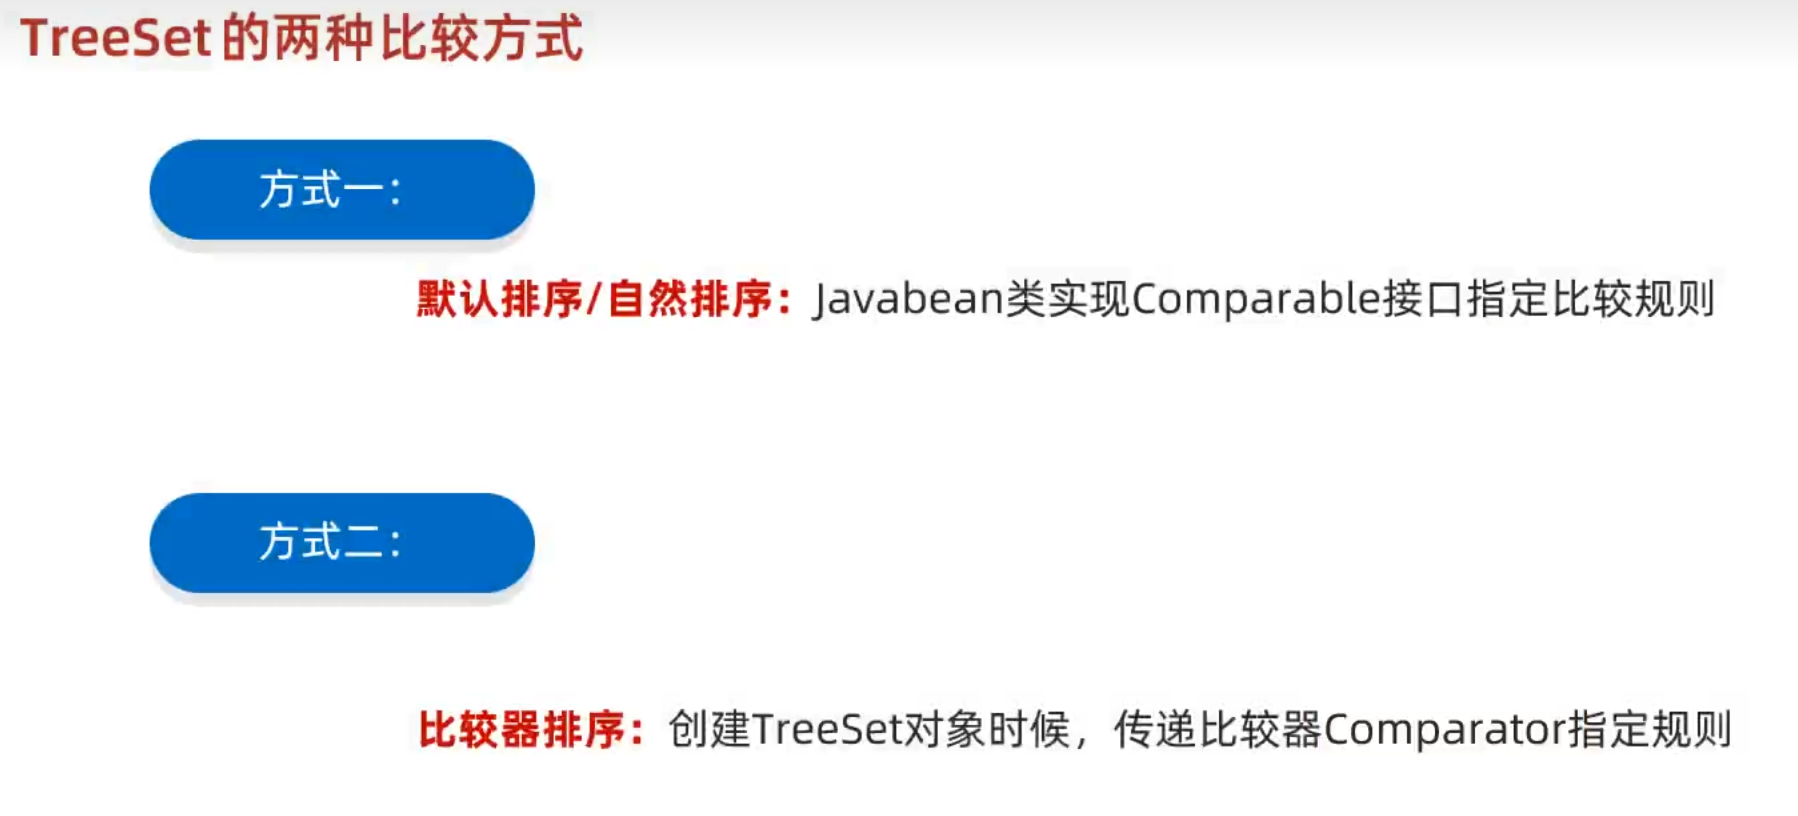 TreeSet的两种比较方式
方式一：
默认排序/自然排序：Javabean类实现Comparable接口指定比较规则
方式二：
比较器排序：创建TreeSet对象时候，传递比较器Comparator指定规则